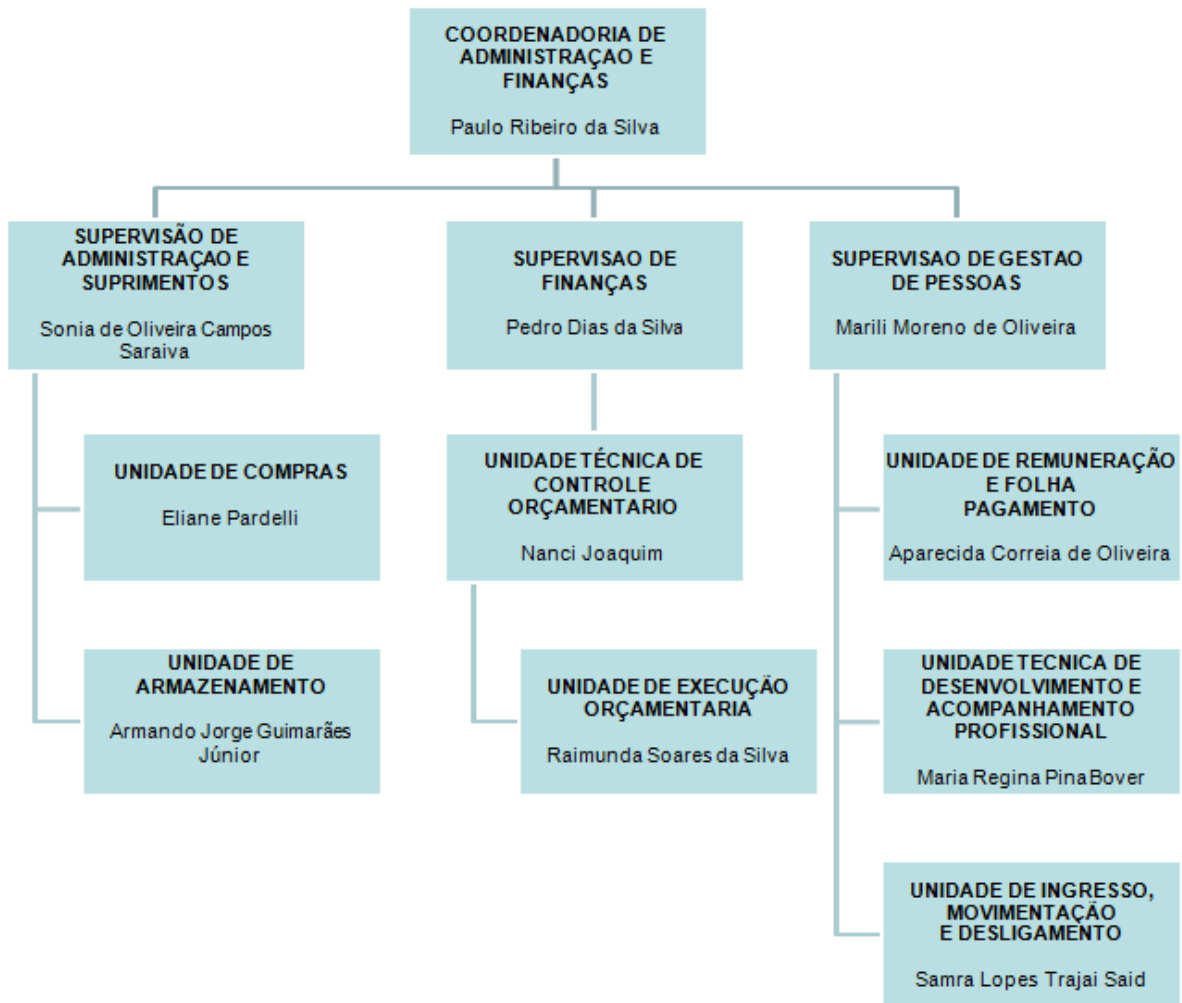 COORDENADORIA DE
ADMINISTRAÇAO E
FINANÇAS
Paulo Ribeiro da Silva
SUPERVISÃO DE
ADMINISTRAÇAO E
SUPRIMENTOS
Sonia de Oliveira Campos
Saraiva
SUPERVISAO DE
FINANÇAS
Pedro Dias da Silva
SUPERVISAO DE GESTAO
DE PESSOAS
Marili Moreno de Oliveira
UNIDADE DE COMPRAS
Eliane Pardelli
UNIDADE TÉCNICA DE
CONTROLE
ORÇAMENTARIO
Nanci Joaquim
UNIDADE DE REMUNERAÇÃO
E FOLHA
PAGAMENTO
Aparecida Correia de Oliveira
UNIDADE DE
ARMAZENAMENTO
Armando Jorge Guimarães
Júnior
UNIDADE DE EXECUÇÃO
ORÇAMENTARIA
Raimunda Soares da Silva
UNIDADE TECNICA DE
DESENVOLVIMENTO E
ACOMPANHAMENTO
PROFISSIONAL
Maria Regina Pina Bover
UNIDADE DE INGRESSO,
MOVIMENTAÇÃO
E DESLIGAMENTO
Samra Lopes Trajai Said